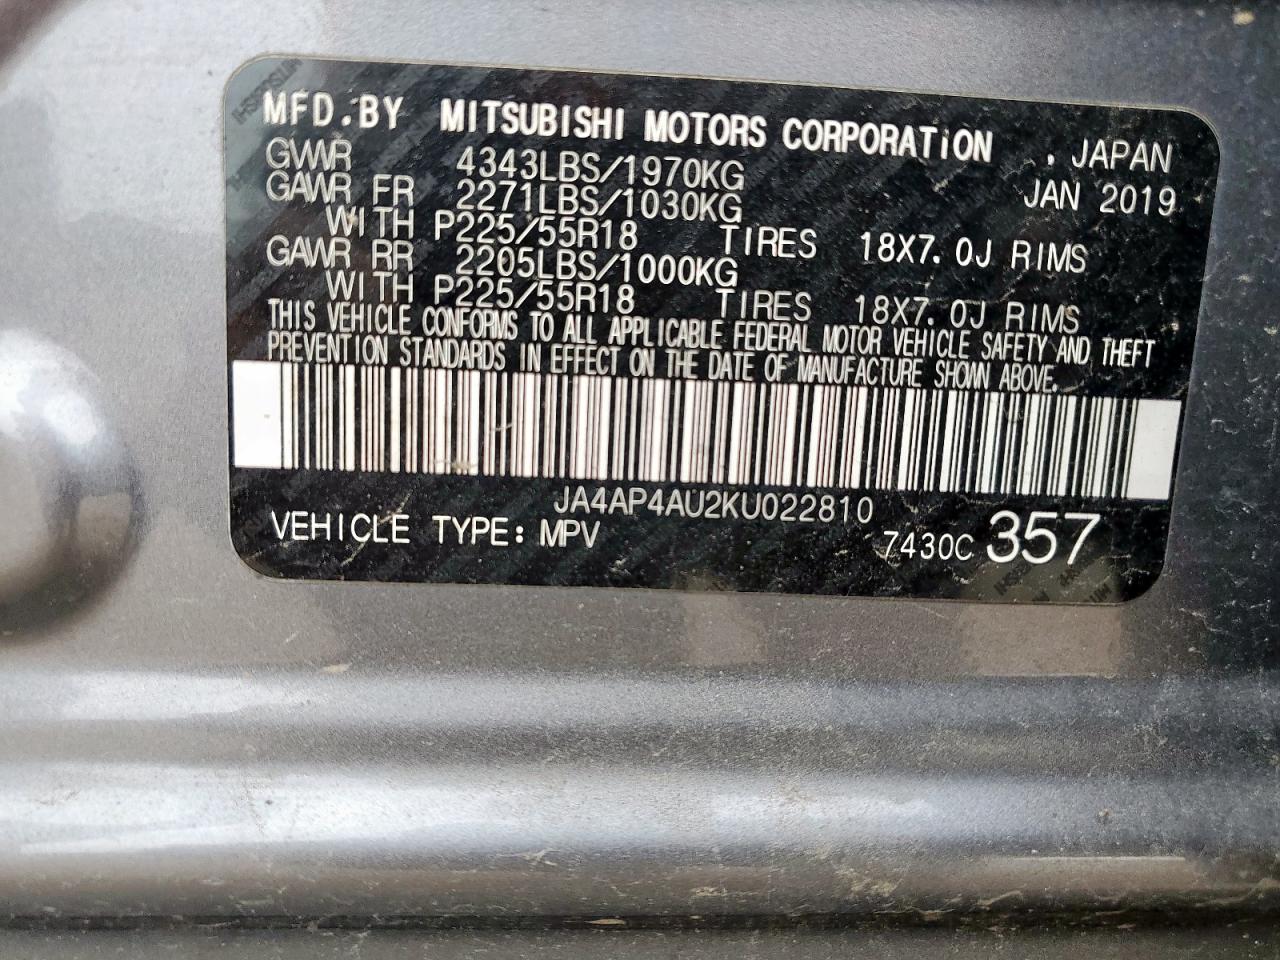 MFD.BY MITSUBISHI MOTORS CORPORATION . JAPAN
GVWR 4343LBS/1970KG JAN 2019
GAWR FR 2271LBS/1030KG
WITH P225/55R18 TIRES 18X7.0J RIMS
GAWR RR 2205LBS/1000KG
WITH P225/55R18 TIRES 18X7.0J RIMS
THIS VEHICLE CONFORMS TO ALL APPLICABLE FEDERAL MOTOR VEHICLE SAFETY AND THEFT
PREVENTION STANDARDS IN EFFECT ON THE DATE OF MANUFACTURE SHOWN ABOVE.
JA4AP4AU2KU022810
VEHICLE TYPE: MPV 7430C 357